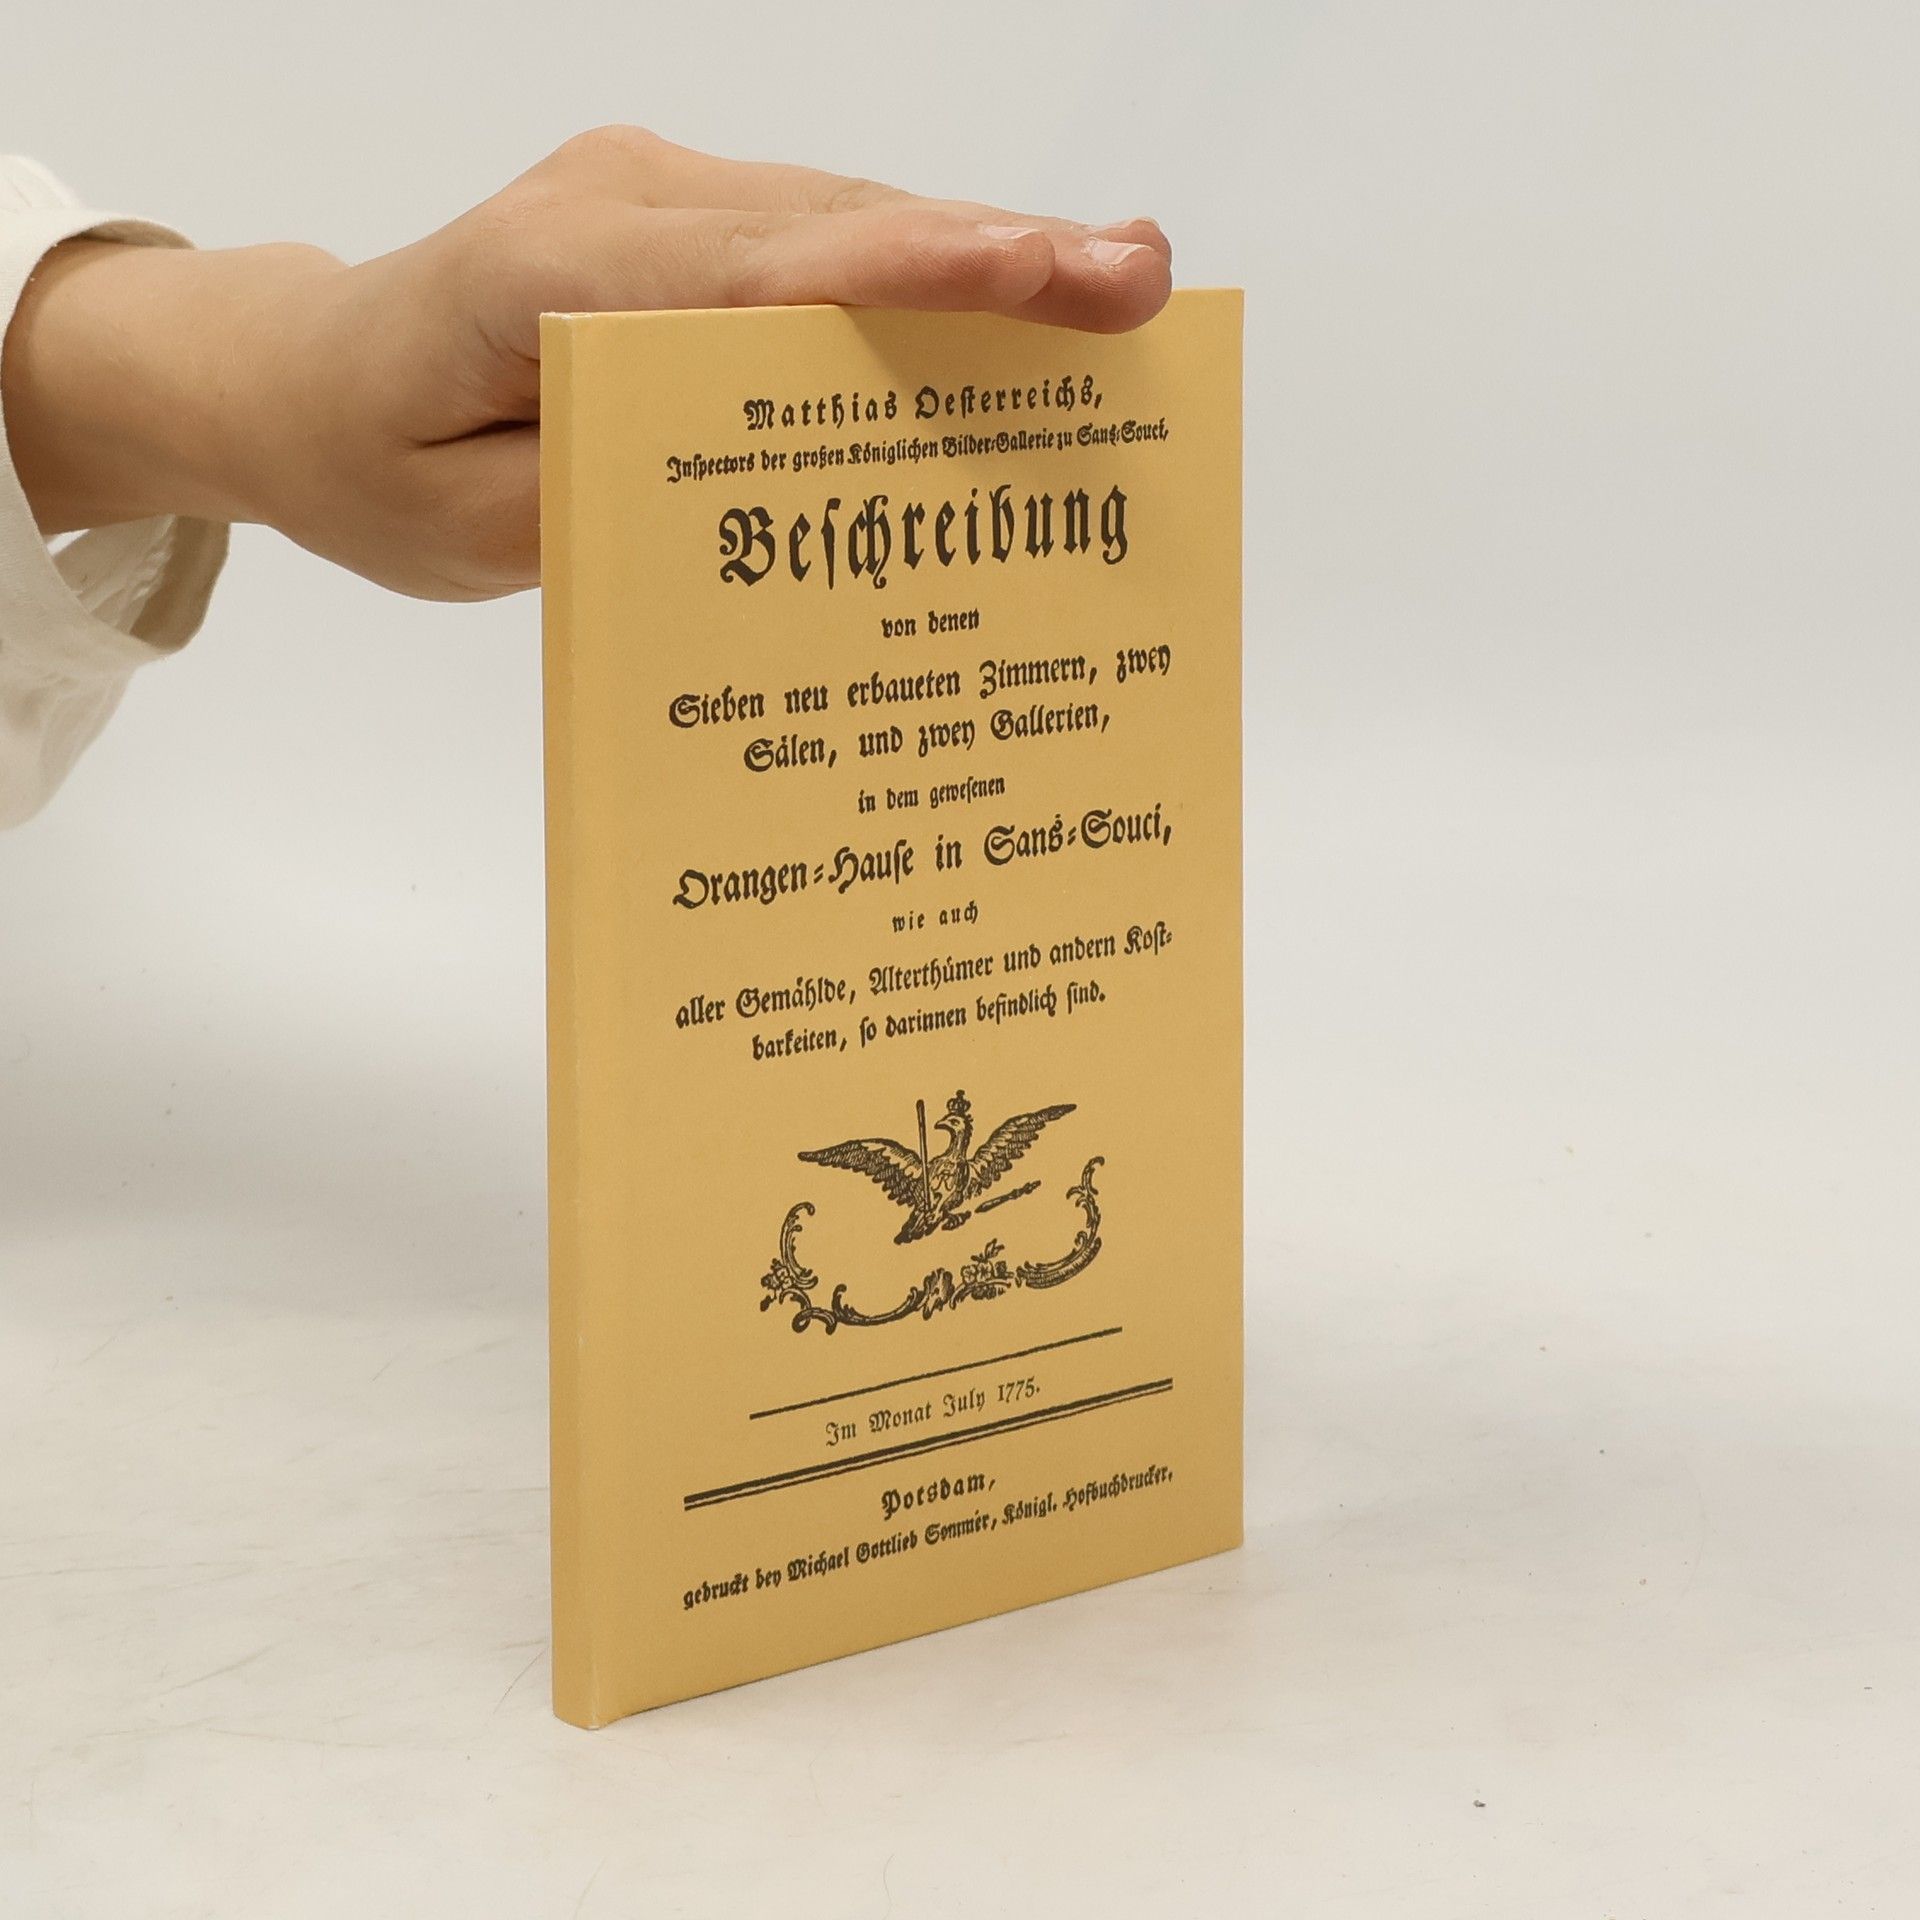 Matthias Oesterreichs,
Inspectors der großen Königlichen Bilder-Gallerie zu Sans-Souci,
Beschreibung
von denen
Sieben neu erbaueten Zimmern, zwey
Sälen, und zwey Gallerien,
in dem gewesenen
Orangen-Hause in Sans-Souci,
wie auch
aller Gemählde, Alterthümer und andern Kost-
barkeiten, so darinnen befindlich sind.
Im Monat July 1775.
Potsdam,
gedruckt bey Michael Gottlieb Sommer, Königl. Hofbuchdrucker.